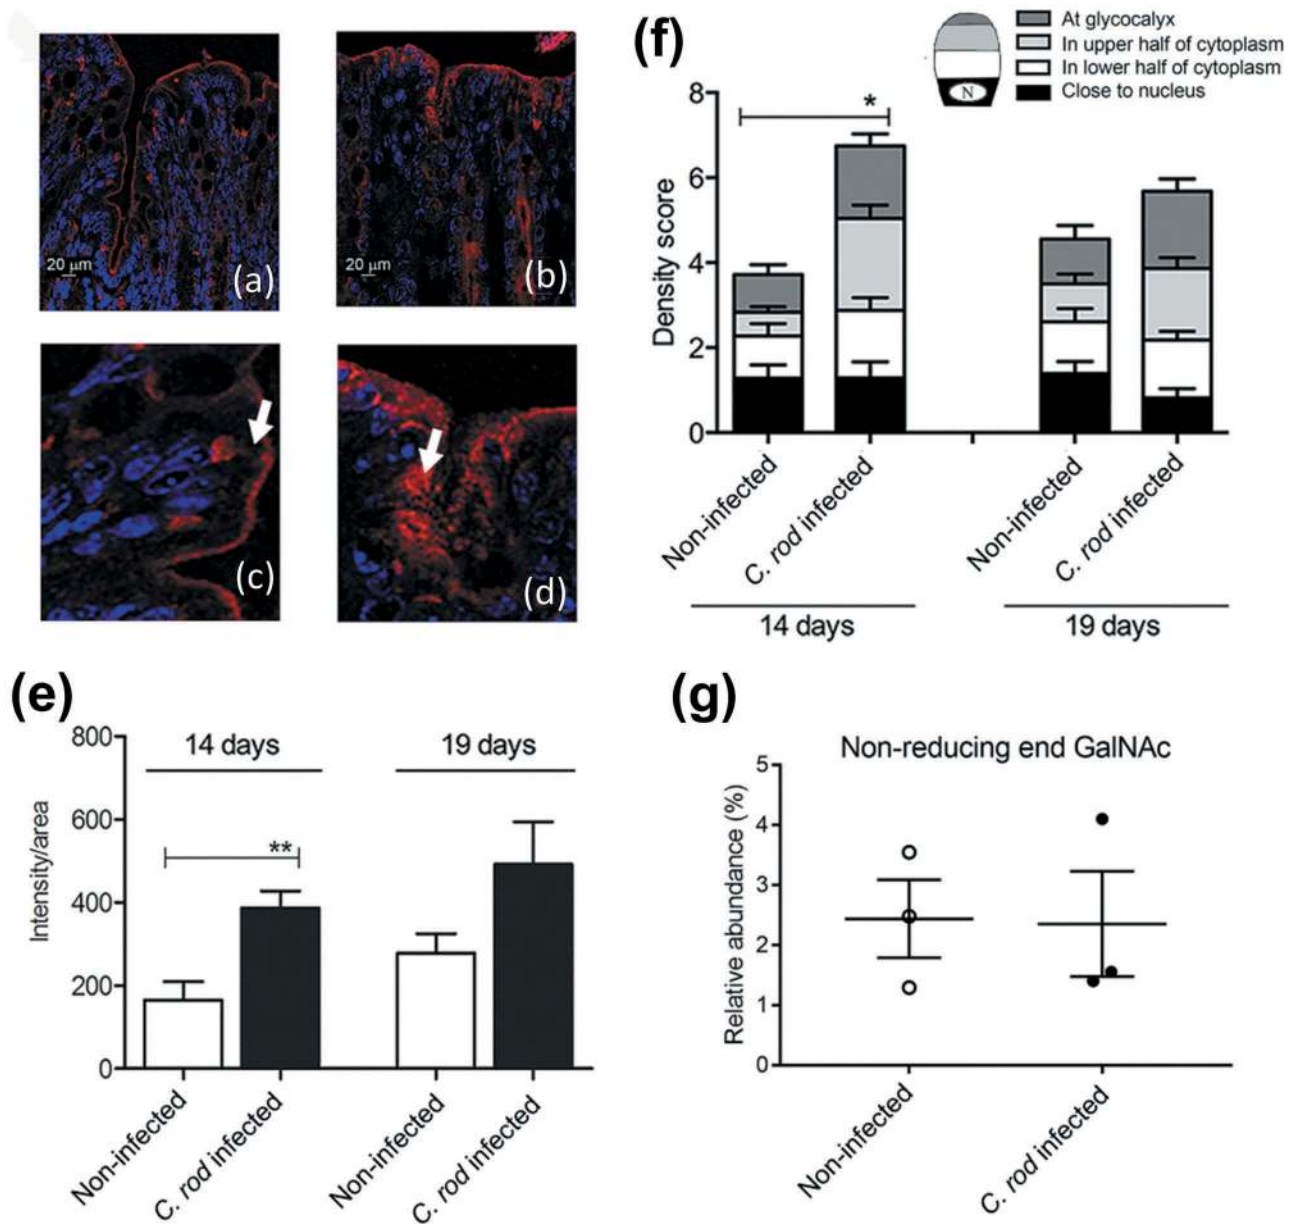 20 μm
(a)
20 μm
(b)
(c)
(d)
(f)
At glycocalyx
In upper half of cytoplasm
In lower half of cytoplasm
Close to nucleus
N
8
6
4
2
0
*
Density score
Non-infected
C. rod infected
Non-infected
C. rod infected
14 days
19 days
(e)
800
600
400
200
0
14 days
19 days
**
Intensity/area
Non-infected
C. rod infected
Non-infected
C. rod infected
(g)
Non-reducing end GalNAc
5
4
3
2
1
0
Relative abundance (%)
Non-infected
C. rod infected